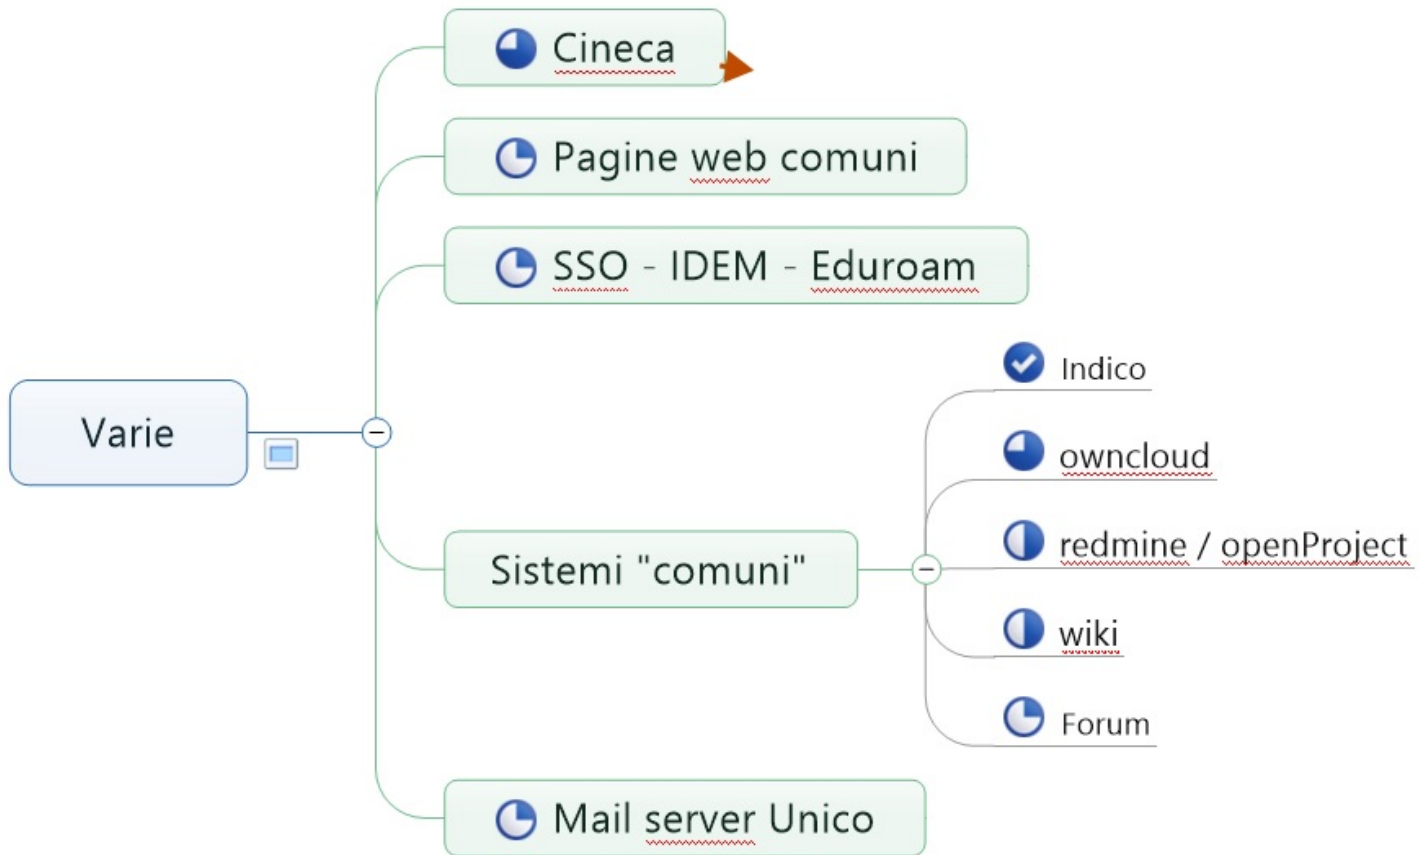 Cineca
Pagine web comuni
SSO - IDEM - Eduroam
Varie
Sistemi "comuni"
Indico
owncloud
redmine / openProject
wiki
Forum
Mail server Unico